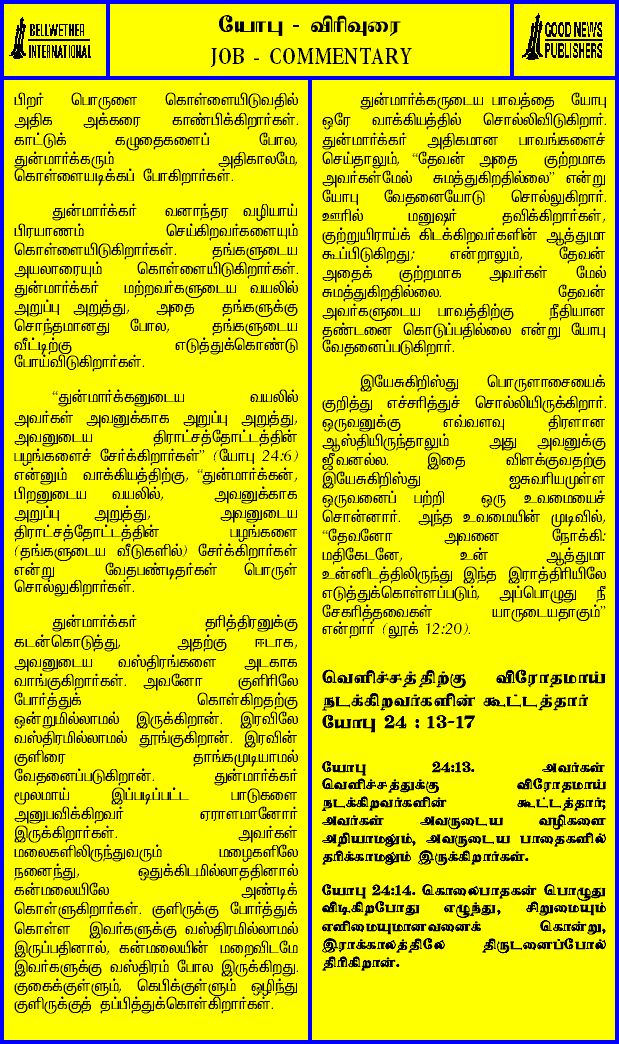 BELLWETHER
INTERNATIONAL
யோபு - விரிவுரை
JOB - COMMENTARY
GOOD NEWS
PUBLISHERS
பிறர் பொருளை கொள்ளையிடுவதில்
அதிக அக்கரை காண்பிக்கிறார்கள்.
காட்டுக் கழுதைகளைப் போல,
துன்மார்க்கரும் அதிகாலமே,
கொள்ளையடிக்கப் போகிறார்கள்.
துன்மார்க்கர் வனாந்தர வழியாய்
பிரயாணம் செய்கிறவர்களையும்
கொள்ளையிடுகிறார்கள். தங்களுடைய
அயலாரையும் கொள்ளையிடுகிறார்கள்.
துன்மார்க்கர் மற்றவர்களுடைய வயலில்
அறுப்பு அறுத்து, அதை தங்களுக்கு
சொந்தமானது போல, தங்களுடைய
வீட்டிற்கு எடுத்துக்கொண்டு
போய்விடுகிறார்கள்.
“துன்மார்க்கனுடைய வயலில்
அவர்கள் அவனுக்காக அறுப்பு அறுத்து,
அவனுடைய திராட்சத்தோட்டத்தின்
பழங்களைச் சேர்க்கிறார்கள்” (யோபு 24:6)
என்னும் வாக்கியத்திற்கு, “துன்மார்க்கன்,
பிறனுடைய வயலில், அவனுக்காக
அறுப்பு அறுத்து, அவனுடைய
திராட்சத்தோட்டத்தின் பழங்களை
(தங்களுடைய வீடுகளில்) சேர்க்கிறார்கள்
என்று வேதபண்டிதர்கள் பொருள்
சொல்லுகிறார்கள்.
துன்மார்க்கர் தரித்திரனுக்கு
கடன்கொடுத்து, அதற்கு ஈடாக,
அவனுடைய வஸ்திரங்களை அடகாக
வாங்குகிறார்கள். அவனோ குளிரிலே
போர்த்துக் கொள்கிறதற்கு
ஒன்றுமில்லாமல் இருக்கிறான். இரவிலே
வஸ்திரமில்லாமல் தூங்குகிறான். இரவின்
குளிரை தாங்கமுடியாமல்
வேதனைப்படுகிறான். துன்மார்க்கர்
மூலமாய் இப்படிப்பட்ட பாடுகளை
அனுபவிக்கிறவர் ஏராளமானோர்
இருக்கிறார்கள். அவர்கள்
மலைகளிலிருந்துவரும் மழைகளிலே
நனைந்து, ஒதுக்கிடமில்லாததினால்
கன்மலையிலே அண்டிக்
கொள்ளுகிறார்கள். குளிருக்கு போர்த்துக்
கொள்ள இவர்களுக்கு வஸ்திரமில்லாமல்
இருப்பதினால், கன்மலையின் மறைவிடமே
இவர்களுக்கு வஸ்திரம் போல இருக்கிறது.
குகைக்குள்ளும், கெபிக்குள்ளும் ஒழிந்து
குளிருக்குத் தப்பித்துக்கொள்கிறார்கள்.
துன்மார்க்கருடைய பாவத்தை யோபு
ஒரே வாக்கியத்தில் சொல்லிவிடுகிறார்.
துன்மார்க்கர் அதிகமான பாவங்களைச்
செய்தாலும், “தேவன் அதை குற்றமாக
அவர்கள்மேல் சுமத்துகிறதில்லை” என்று
யோபு வேதனையோடு சொல்லுகிறார்.
ஊரில் மனுஷர் தவிக்கிறார்கள்,
குற்றுயிராய்க் கிடக்கிறவர்களின் ஆத்துமா
கூப்பிடுகிறது; என்றாலும், தேவன்
அதைக் குற்றமாக அவர்கள் மேல்
சுமத்துகிறதில்லை. தேவன்
அவர்களுடைய பாவத்திற்கு நீதியான
தண்டனை கொடுப்பதில்லை என்று யோபு
வேதனைப்படுகிறார்.
இயேசுகிறிஸ்து பொருளாசையைக்
குறித்து எச்சரித்துச் சொல்லியிருக்கிறார்.
ஒருவனுக்கு எவ்வளவு திரளான
ஆஸ்தியிருந்தாலும் அது அவனுக்கு
ஜீவனல்ல. இதை விளக்குவதற்கு
இயேசுகிறிஸ்து ஐசுவரியமுள்ள
ஒருவனைப் பற்றி ஒரு உவமையைச்
சொன்னார். அந்த உவமையின் முடிவில்,
“தேவனோ அவனை நோக்கி:
மதிகேடனே, உன் ஆத்துமா
உன்னிடத்திலிருந்து இந்த இராத்திரியிலே
எடுத்துக்கொள்ளப்படும், அப்பொழுது நீ
சேகரித்தவைகள் யாருடையதாகும்”
என்றார் (லூக் 12:20).
வெளிச்சத்திற்கு விரோதமாய்
நடக்கிறவர்களின் கூட்டத்தார்
யோபு 24 : 13-17
யோபு 24:13. அவர்கள்
வெளிச்சத்துக்கு விரோதமாய்
நடக்கிறவர்களின் கூட்டத்தார்;
அவர்கள் அவருடைய வழிகளை
அறியாமலும், அவருடைய பாதைகளில்
தரிக்காமலும் இருக்கிறார்கள்.
யோபு 24:14. கொலைபாதகன் பொழுது
விடிகிறபோது எழுந்து, சிறுமையும்
எளிமையுமானவனைக் கொன்று,
இராக்காலத்திலே திருடனைப்போல்
திரிகிறான்.